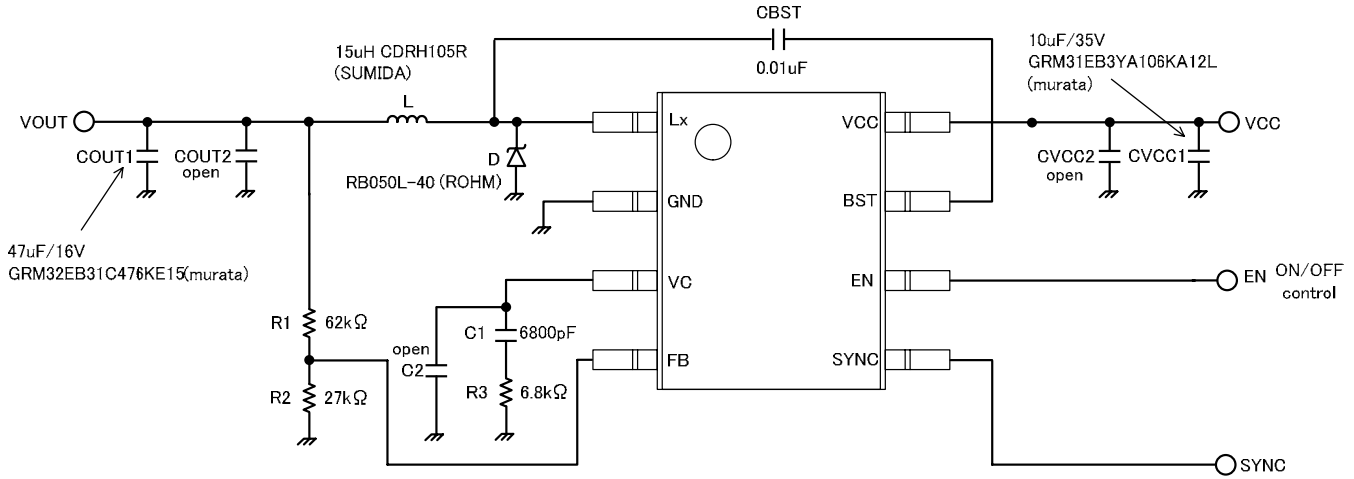 CBST
0.01uF
15uH CDRH105R
(SUMIDA)
L
10uF/35V
GRM31EB3YA106KA12L
(murata)
VOUT
COUT1
COUT2
open
D
RB050L-40 (ROHM)
Lx
VCC
VCC
CVCC2
open
CVCC1
GND
BST
47uF/16V
GRM32EB31C476KE15(murata)
VC
EN
EN
ON/OFF
control
R1
62kΩ
open
C2
C1
6800pF
FB
SYNC
R2
27kΩ
R3
6.8kΩ
SYNC